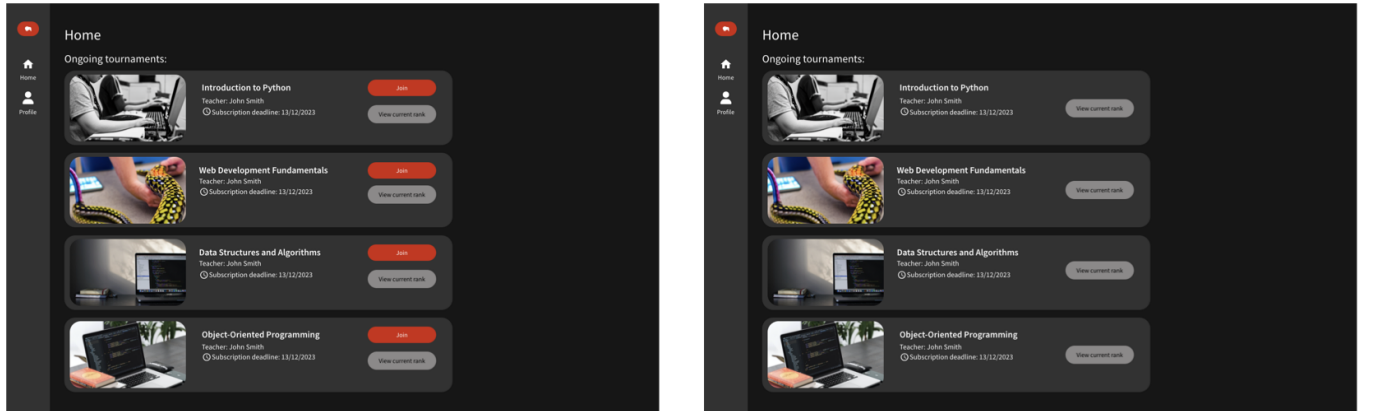 Home
Ongoing tournaments:
Home
Profile
Introduction to Python
Teacher: John Smith
Subscription deadline: 13/12/2023
Join
View current rank
Web Development Fundamentals
Teacher: John Smith
Subscription deadline: 13/12/2023
Join
View current rank
Data Structures and Algorithms
Teacher: John Smith
Subscription deadline: 13/12/2023
Join
View current rank
Object-Oriented Programming
Teacher: John Smith
Subscription deadline: 13/12/2023
Join
View current rank
Home
Ongoing tournaments:
Home
Profile
Introduction to Python
Teacher: John Smith
Subscription deadline: 13/12/2023
View current rank
Web Development Fundamentals
Teacher: John Smith
Subscription deadline: 13/12/2023
View current rank
Data Structures and Algorithms
Teacher: John Smith
Subscription deadline: 13/12/2023
View current rank
Object-Oriented Programming
Teacher: John Smith
Subscription deadline: 13/12/2023
View current rank